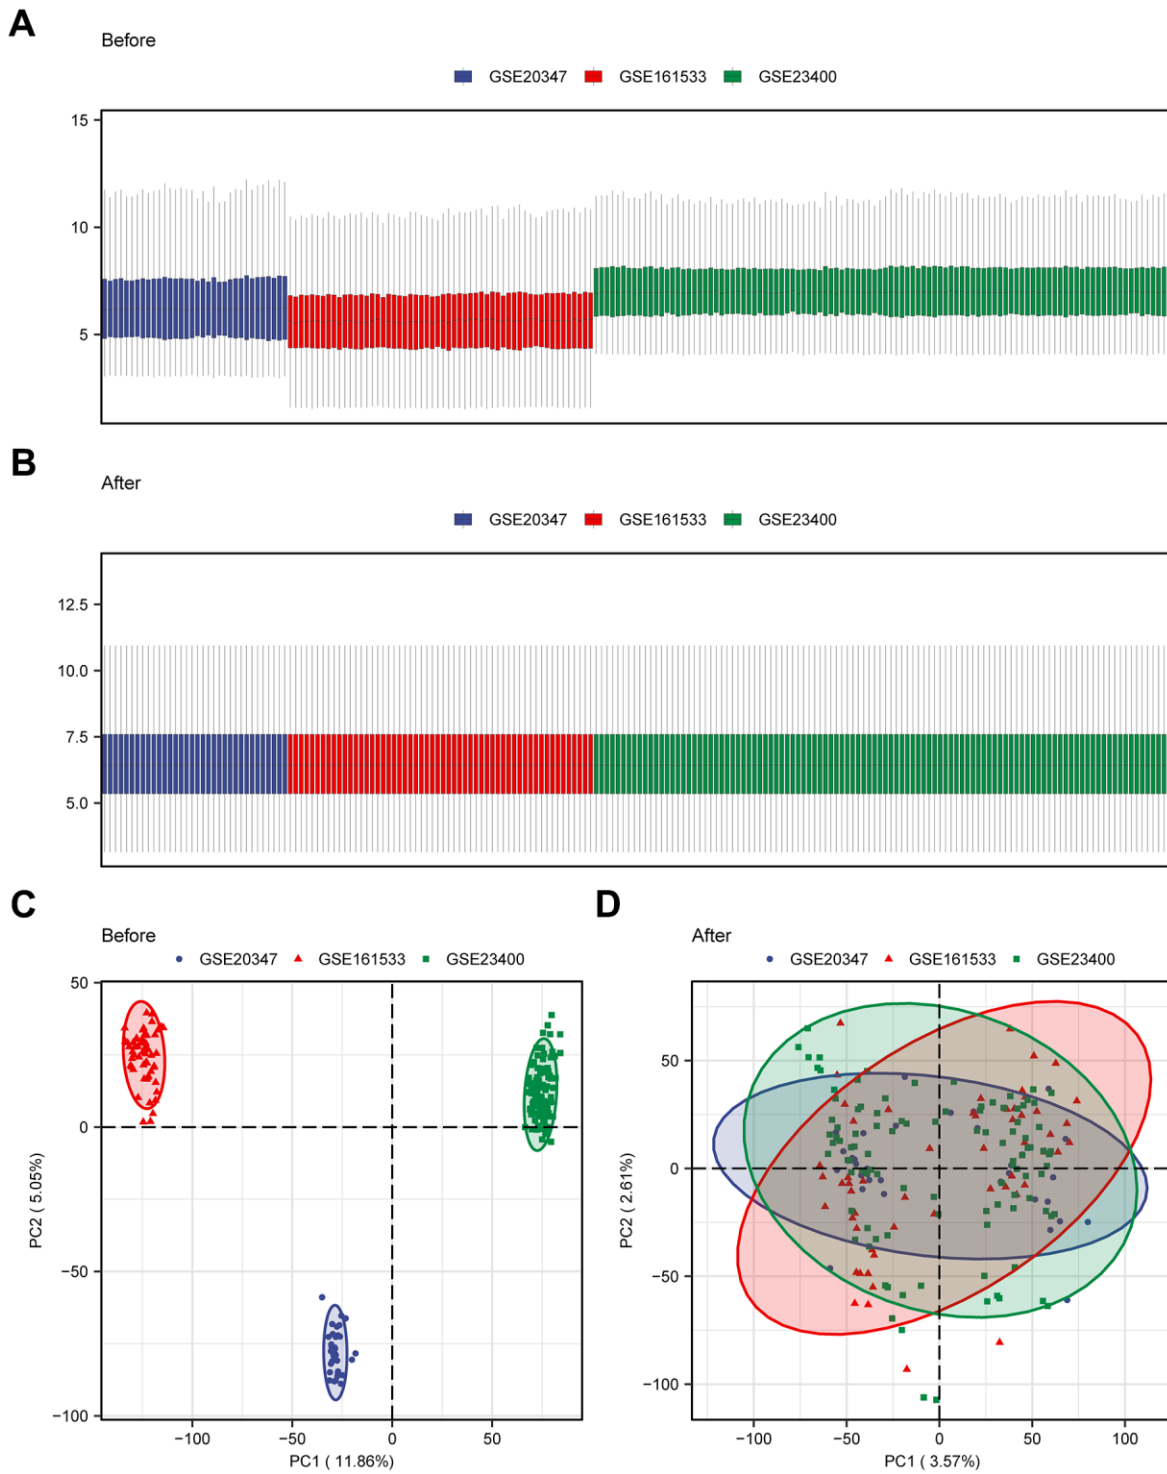 A
Before
GSE20347 GSE161533 GSE23400
15
10
5
B
After
GSE20347 GSE161533 GSE23400
12.5
10.0
7.5
5.0
C
Before
GSE20347 GSE161533 GSE23400
50
0
−50
−100
PC2 ( 5.05%)
−100 −50 0 50
PC1 ( 11.86%)
D
After
GSE20347 GSE161533 GSE23400
50
0
−50
−100
PC2 ( 2.61%)
−100 −50 0 50 100
PC1 ( 3.57%)